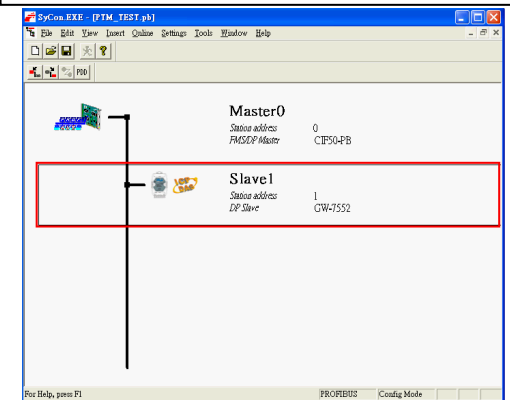 SyCon.EXE - [PTM_TEST.pb]
File Edit View Insert Online Settings Tools Window Help
PDD
Master0
Station address 0
FMS/DP Master CIF50-PB
ICP DAS
Slave1
Station address 1
DP Slave GW-7552
For Help, press F1 PROFIBUS Config Mode